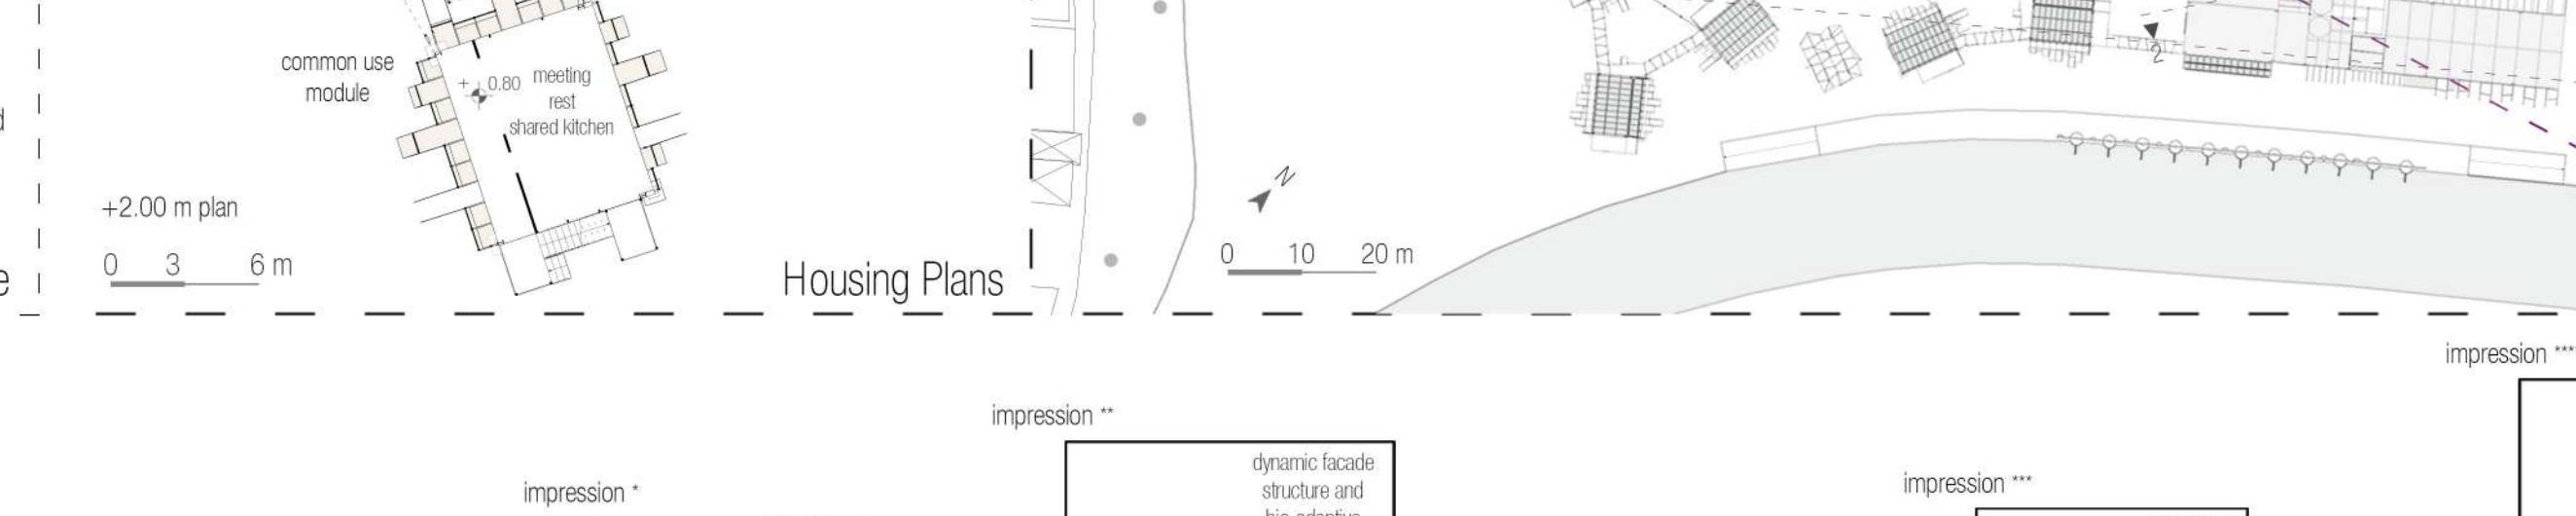 common use
module
+ 0.80
meeting
rest
shared kitchen
+2.00 m plan
0 3 6 m
Housing Plans
N
0 10 20 m
2
impression *
impression **
dynamic facade
structure and
impression ***
impression ***